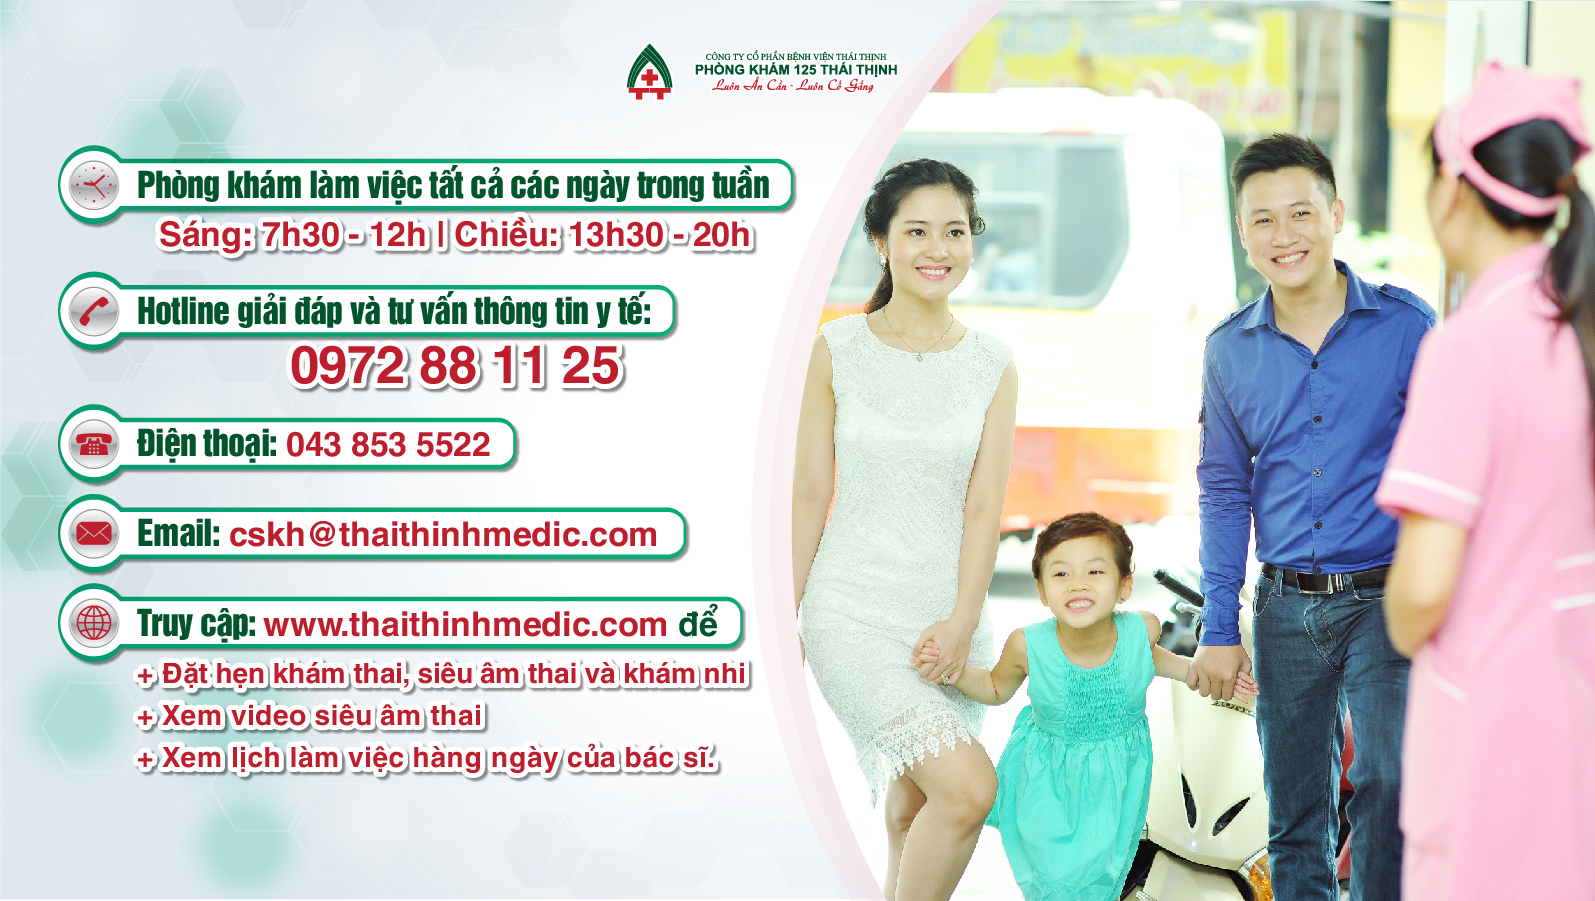 CÔNG TY CỔ PHẦN BỆNH VIỆN THÁI THỊNH
PHÒNG KHÁM 125 THÁI THỊNH
Luôn Ân Cần - Luôn Cố Gắng
Phòng khám làm việc tất cả các ngày trong tuần
Sáng: 7h30 - 12h | Chiều: 13h30 - 20h
Hotline giải đáp và tư vấn thông tin y tế:
0972 88 11 25
Điện thoại: 043 853 5522
Email: cskh@thaithinhmedic.com
Truy cập: www.thaithinhmedic.com để
+ Đặt hẹn khám thai, siêu âm thai và khám nhi
+ Xem video siêu âm thai
+ Xem lịch làm việc hàng ngày của bác sĩ.